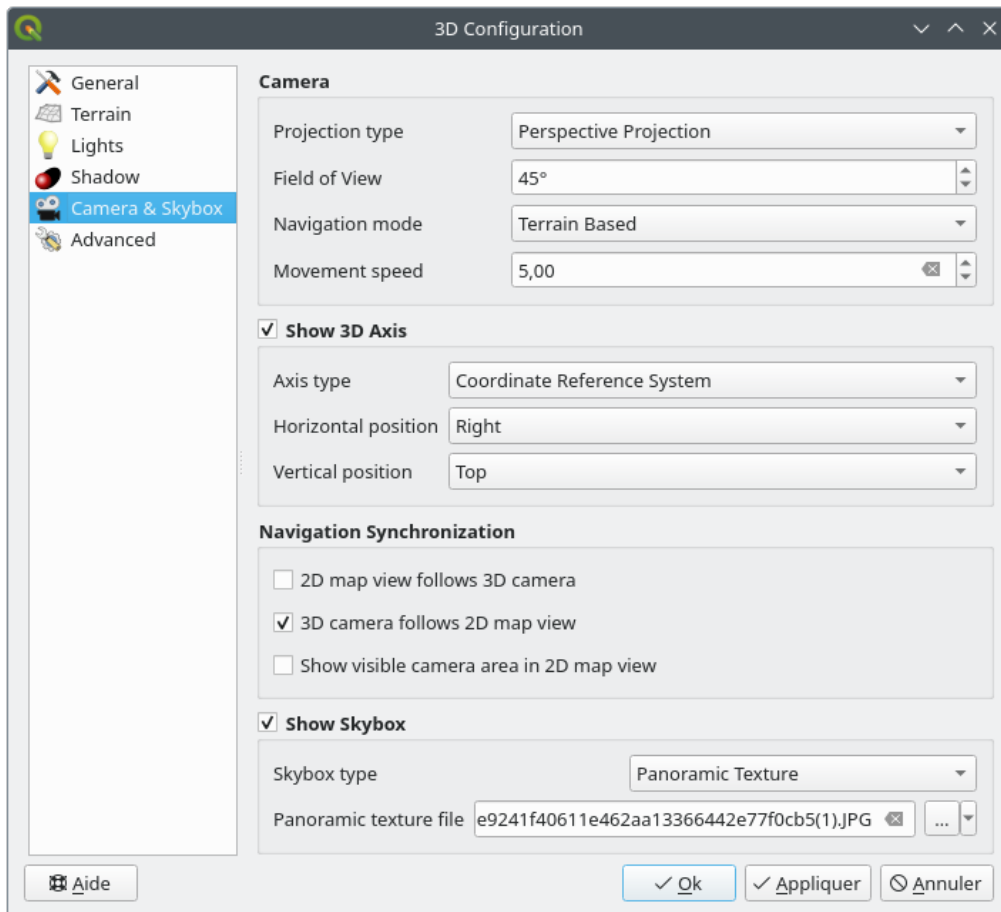 3D Configuration
General
Terrain
Lights
Shadow
Camera & Skybox
Advanced
Camera
Projection type Perspective Projection
Field of View 45°
Navigation mode Terrain Based
Movement speed 5,00
Show 3D Axis
Axis type Coordinate Reference System
Horizontal position Right
Vertical position Top
Navigation Synchronization
2D map view follows 3D camera
3D camera follows 2D map view
Show visible camera area in 2D map view
Show Skybox
Skybox type Panoramic Texture
Panoramic texture file e9241f40611e462aa13366442e77f0cb5(1).JPG ...
Aide Ok Appliquer Annuler